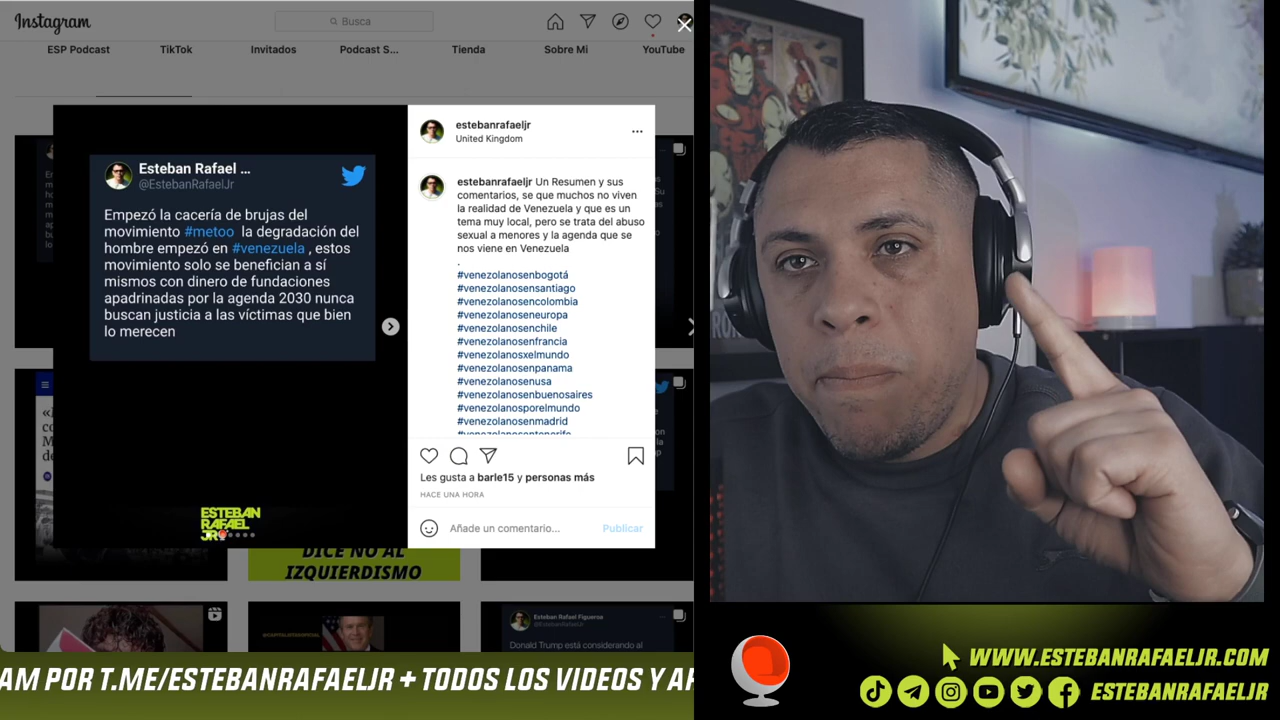 Instagram
Busca
ESP Podcast
TikTok
Invitados
Podcast S...
Tienda
Sobre Mi
YouTube
Esteban Rafael ...
@EstebanRafaelJr
Empezó la cacería de brujas del
movimiento #metoo la degradación del
hombre empezó en #venezuela , estos
movimiento solo se benefician a sí
mismos con dinero de fundaciones
apadrinadas por la agenda 2030 nunca
buscan justicia a las víctimas que bien
lo merecen
ESTEBAN
RAFAEL
JR
estebanrafaeljr
United Kingdom
estebanrafaeljr Un Resumen y sus
comentarios, se que muchos no viven
la realidad de Venezuela y que es un
tema muy local, pero se trata del abuso
sexual a menores y la agenda que se
nos viene en Venezuela
.
#venezolanosenbogotá
#venezolanosensantiago
#venezolanosencolombia
#venezolanoseneuropa
#venezolanosenchile
#venezolanosenfrancia
#venezolanosxelmundo
#venezolanosenpanama
#venezolanosenusa
#venezolanosenbuenosaires
#venezolanosporelmundo
#venezolanosenmadrid
#venezolanosentenerife
Les gusta a barle15 y personas más
HACE UNA HORA
Añade un comentario...
Publicar
DICE NO AL
IZQUIERDISMO
Esteban Rafael Figueroa
@EstebanRafaelJr
Donald Trump está considerando al
AM POR T.ME/ESTEBANRAFAELJR + TODOS LOS VIDEOS Y AR
WWW.ESTEBANRAFAELJR.COM
ESTEBANRAFAELJR